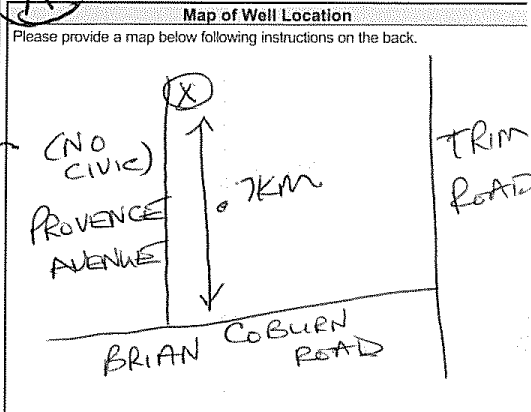 Map of Well Location
Please provide a map below following instructions on the back.
X
(NO
CIVIC)
PROVENCE
AVENUE
.7KM
TRIM
ROAD
BRIAN COBURN
ROAD